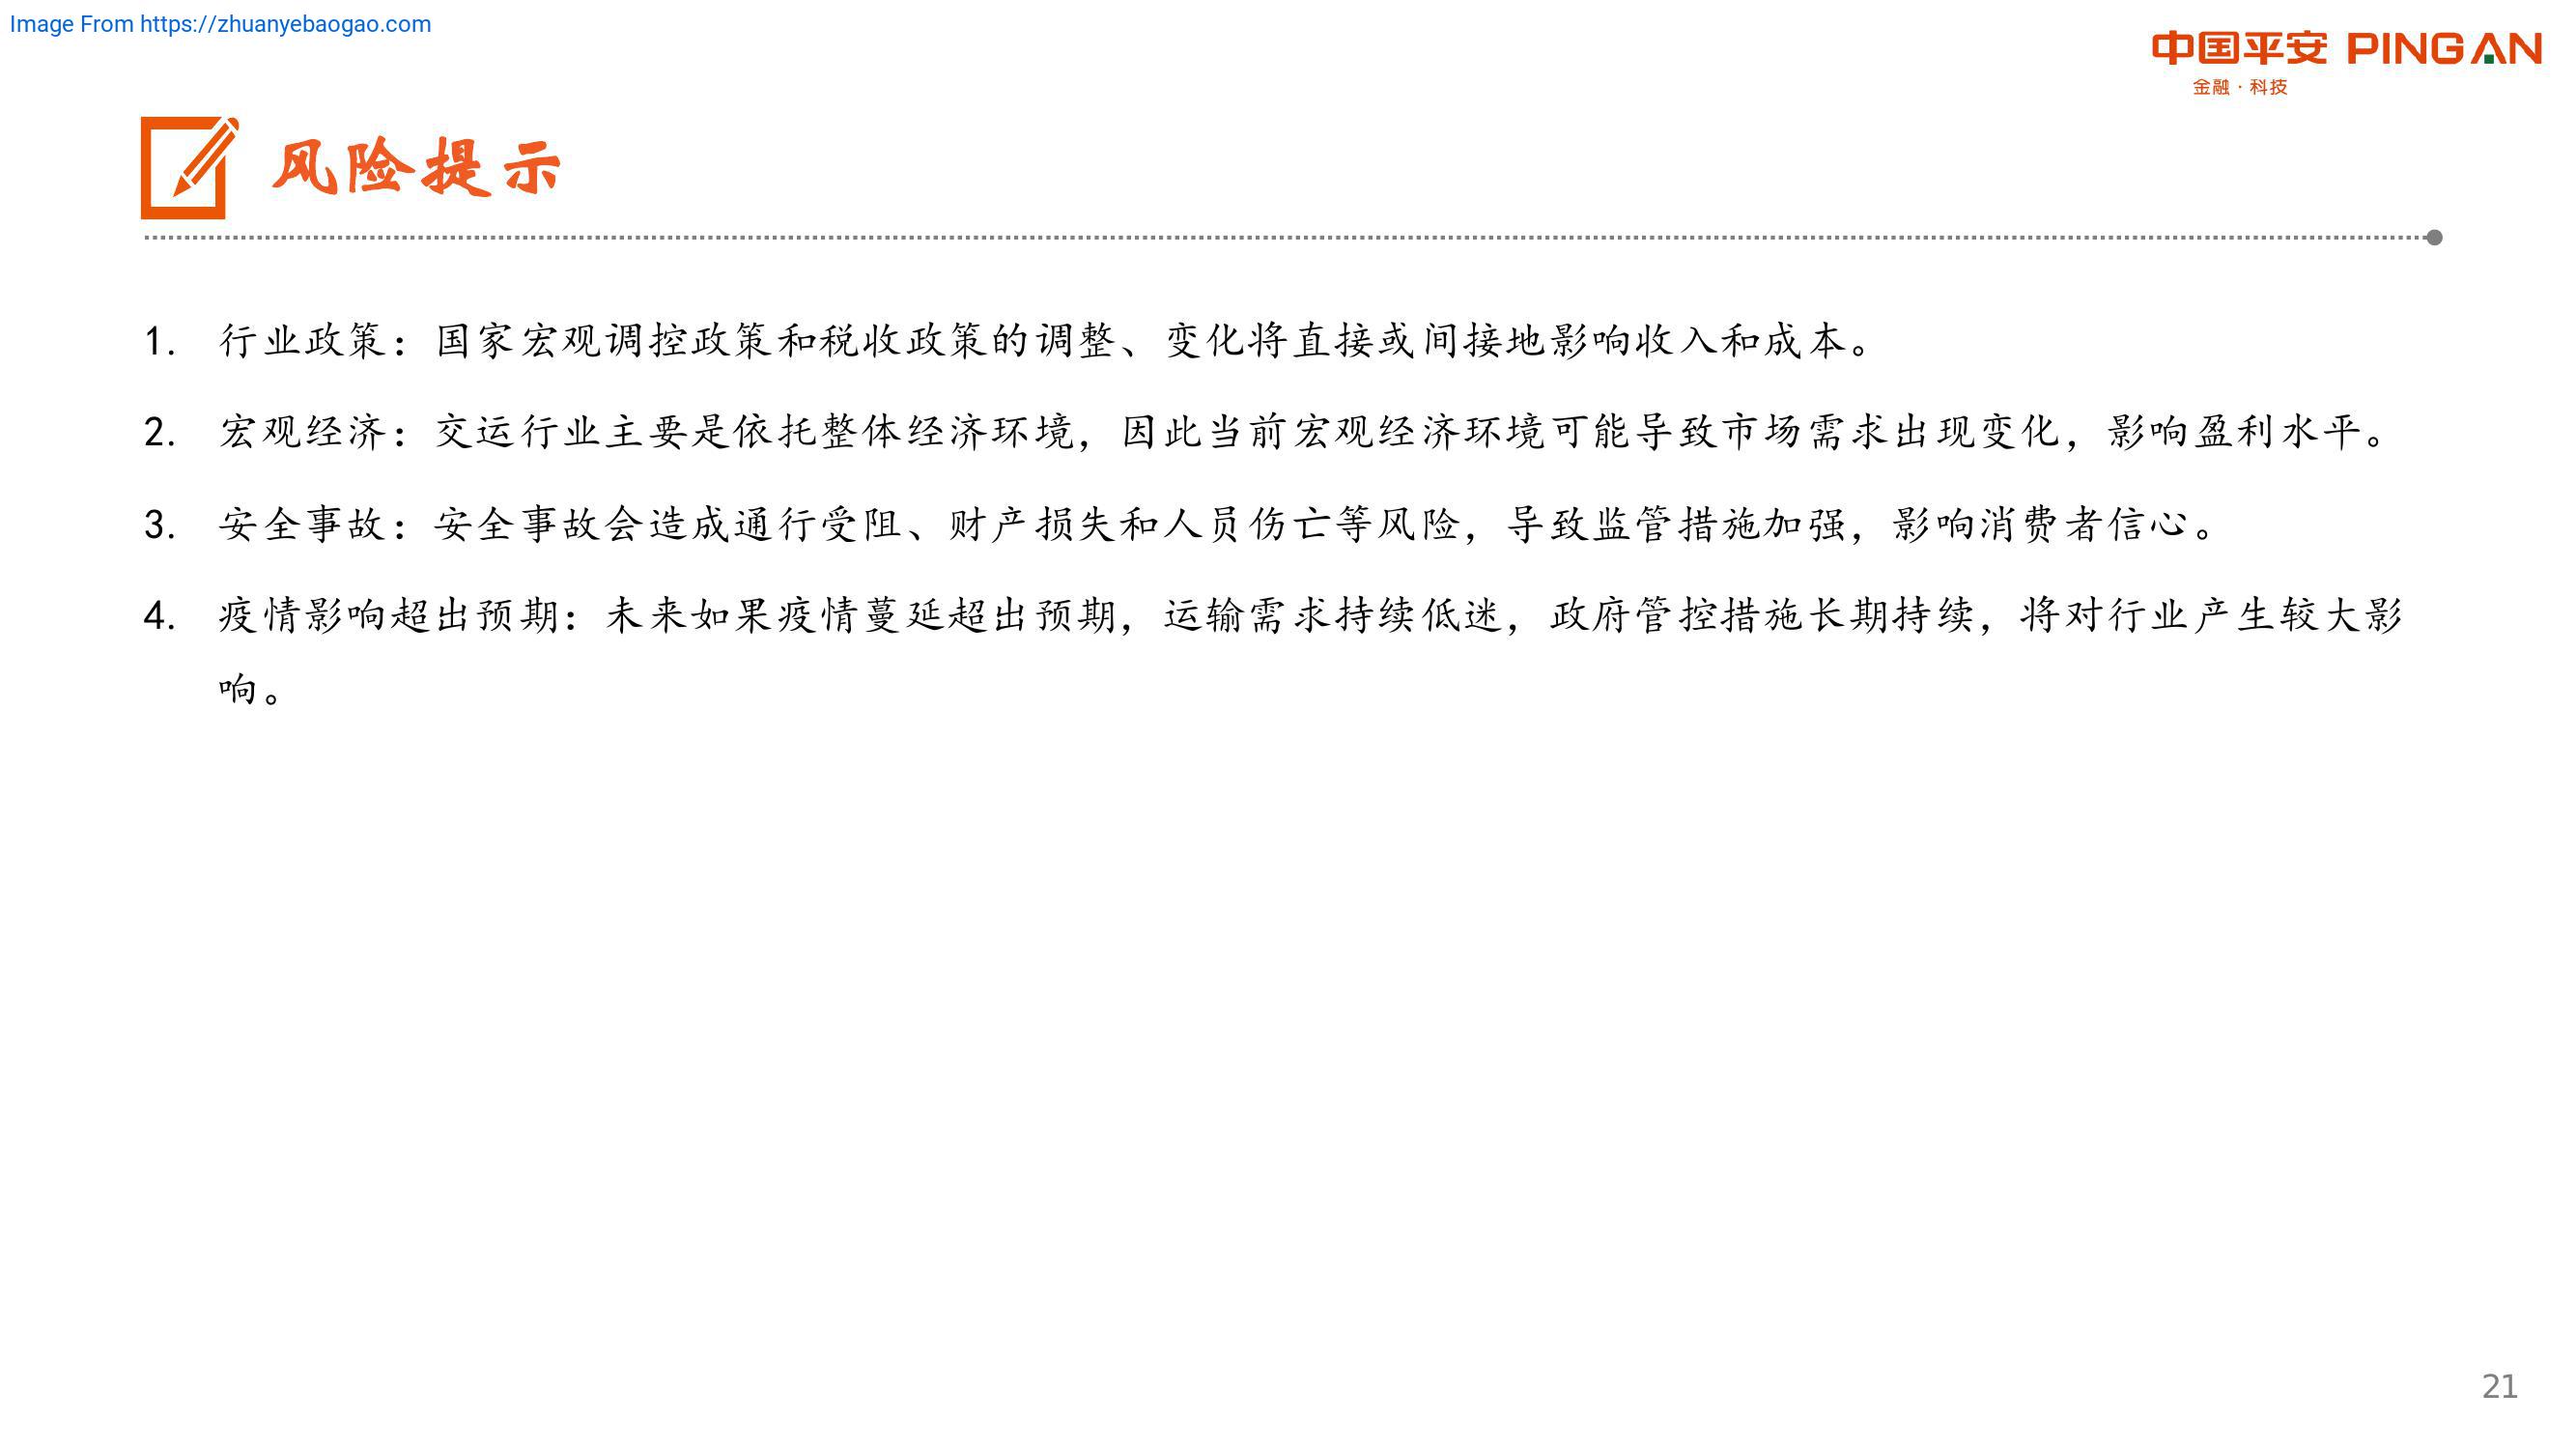 Image From https://zhuanyebaogao.com
中国平安 PINGAN
金融·科技
风险提示
1. 行业政策：国家宏观调控政策和税收政策的调整、变化将直接或间接地影响收入和成本。
2. 宏观经济：交运行业主要是依托整体经济环境，因此当前宏观经济环境可能导致市场需求出现变化，影响盈利水平。
3. 安全事故：安全事故会造成通行受阻、财产损失和人员伤亡等风险，导致监管措施加强，影响消费者信心。
4. 疫情影响超出预期：未来如果疫情蔓延超出预期，运输需求持续低迷，政府管控措施长期持续，将对行业产生较大影
响。
21